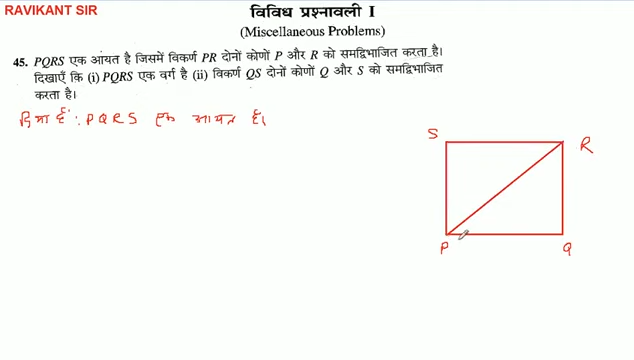 RAVIKANT SIR
विविध प्रश्नावली I
(Miscellaneous Problems)
45. PQRS एक आयत है जिसमें विकर्ण PR दोनों कोणों P और R को समद्विभाजित करता है।
दिखाएँ कि (i) PQRS एक वर्ग है (ii) विकर्ण QS दोनों कोणों Q और S को समद्विभाजित
करता है।
दिया है: PQRS एक आयत है।
S
R
P
Q